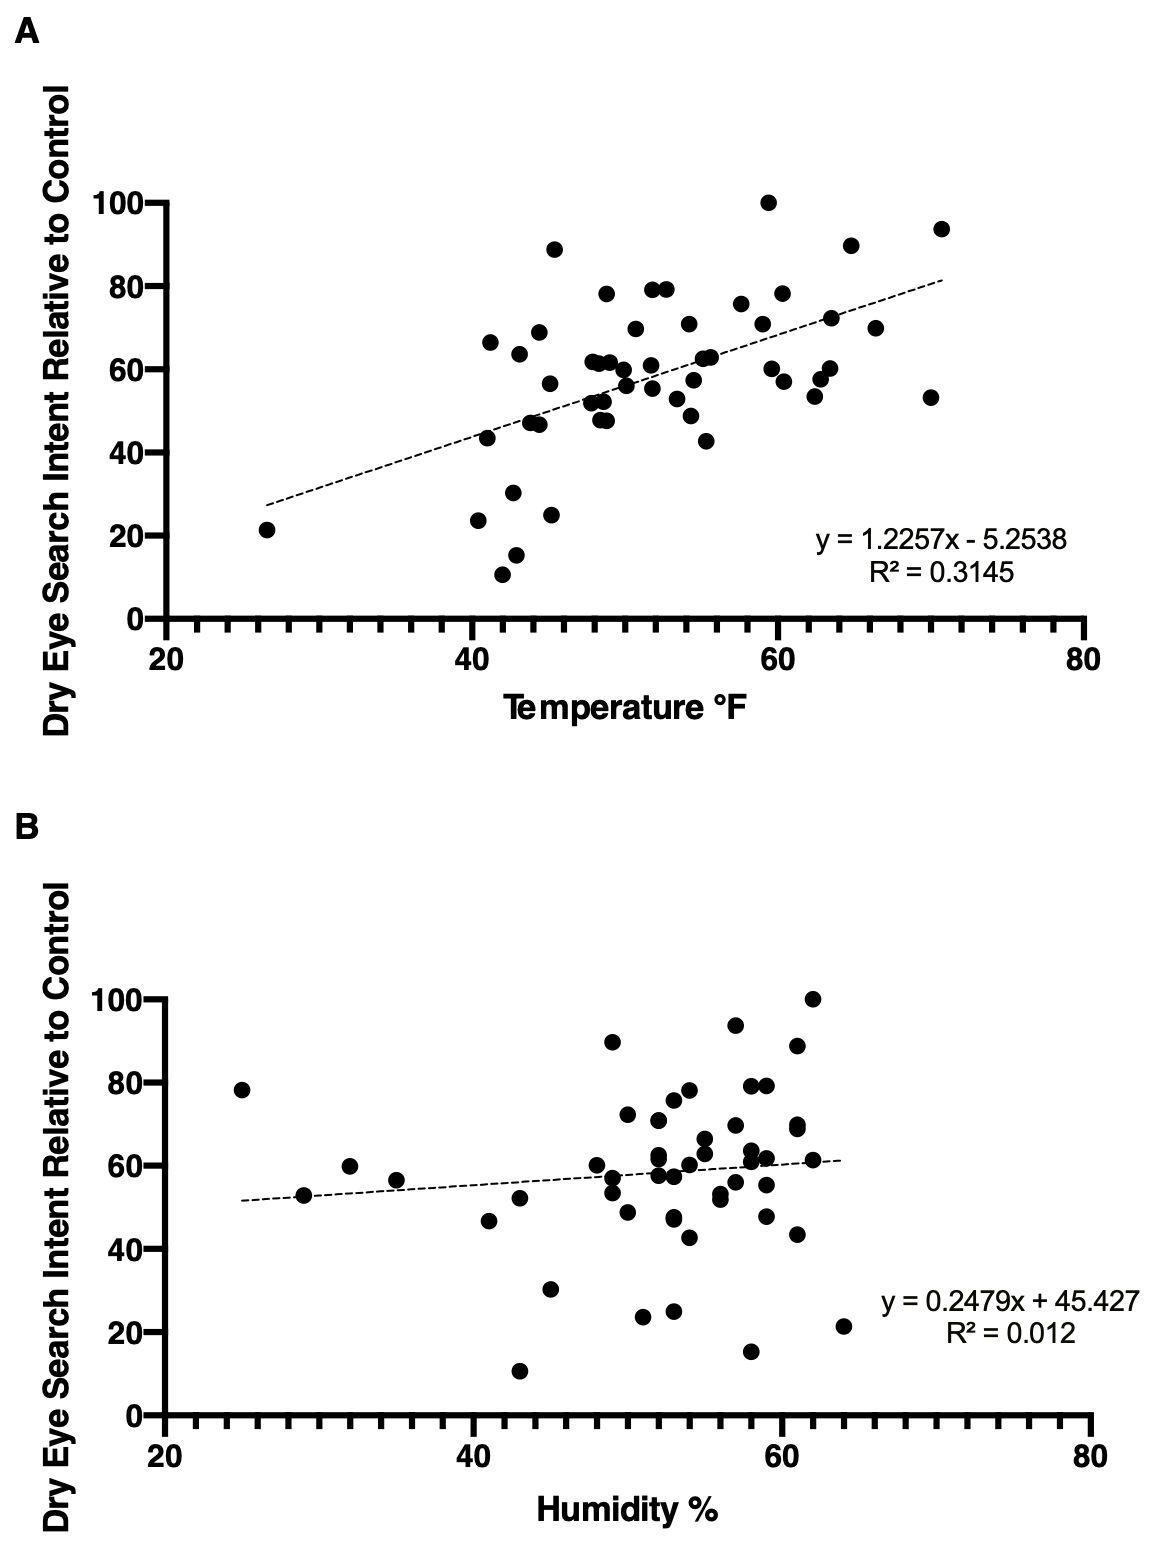 A
Dry Eye Search Intent Relative to Control
100
80
60
40
20
0
20 40 60 80
Temperature °F
y = 1.2257x - 5.2538
R² = 0.3145
B
Dry Eye Search Intent Relative to Control
100
80
60
40
20
0
20 40 60 80
Humidity %
y = 0.2479x + 45.427
R² = 0.012